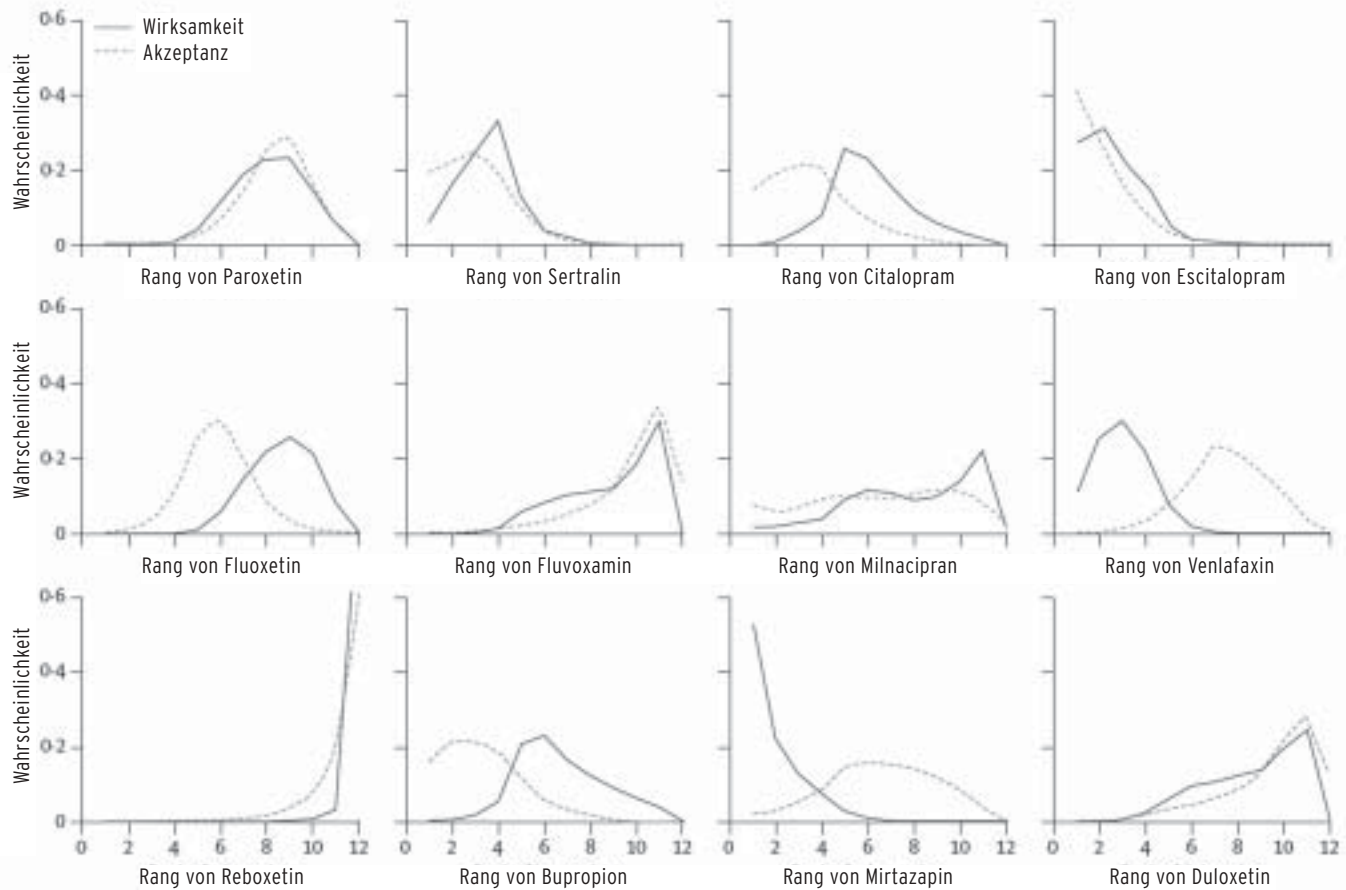 0·6
Wirksamkeit
Akzeptanz
0·4
0·2
0
Wahrscheinlichkeit
Rang von Paroxetin
Rang von Sertralin
Rang von Citalopram
Rang von Escitalopram
0·6
0·4
0·2
0
Wahrscheinlichkeit
Rang von Fluoxetin
Rang von Fluvoxamin
Rang von Milnacipran
Rang von Venlafaxin
0·6
0·4
0·2
0
Wahrscheinlichkeit
0 2 4 6 8 10 12
0 2 4 6 8 10 12
0 2 4 6 8 10 12
0 2 4 6 8 10 12
Rang von Reboxetin
Rang von Bupropion
Rang von Mirtazapin
Rang von Duloxetin